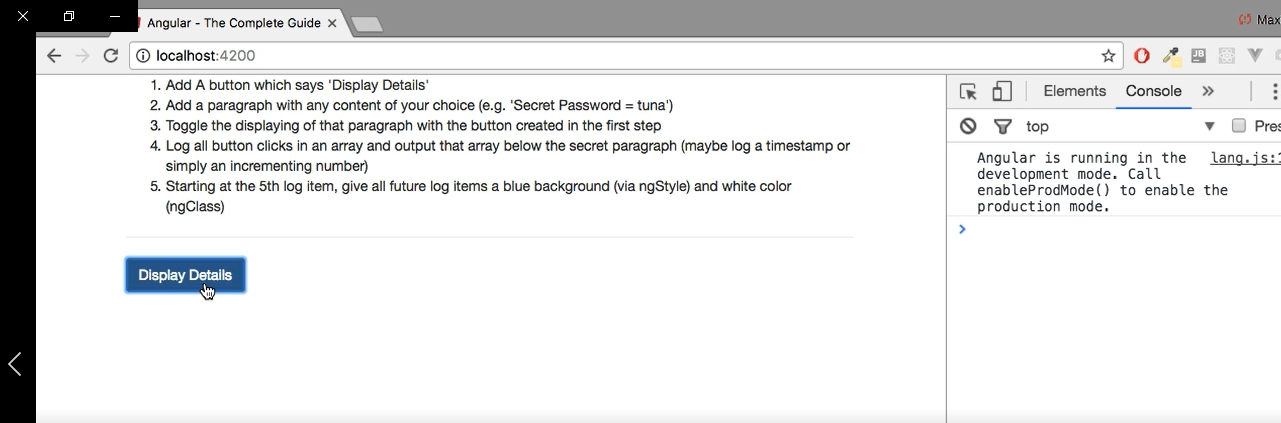 Angular - The Complete Guide
localhost:4200
1. Add A button which says 'Display Details'
2. Add a paragraph with any content of your choice (e.g. 'Secret Password = tuna')
3. Toggle the displaying of that paragraph with the button created in the first step
4. Log all button clicks in an array and output that array below the secret paragraph (maybe log a timestamp or
simply an incrementing number)
5. Starting at the 5th log item, give all future log items a blue background (via ngStyle) and white color
(ngClass)
Display Details
Max
JB
Elements Console
top
Pres
Angular is running in the lang.js:1
development mode. Call
enableProdMode() to enable the
production mode.